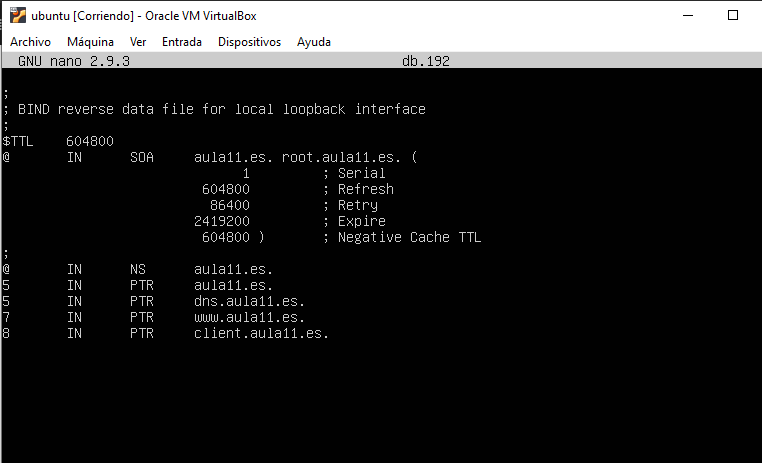 ubuntu [Corriendo] - Oracle VM VirtualBox
Archivo Máquina Ver Entrada Dispositivos Ayuda
GNU nano 2.9.3 db.192
;
; BIND reverse data file for local loopback interface
;
$TTL 604800
@ IN SOA aula11.es. root.aula11.es. (
1 ; Serial
604800 ; Refresh
86400 ; Retry
2419200 ; Expire
604800 ) ; Negative Cache TTL
;
@ IN NS aula11.es.
5 IN PTR aula11.es.
5 IN PTR dns.aula11.es.
7 IN PTR www.aula11.es.
8 IN PTR client.aula11.es.